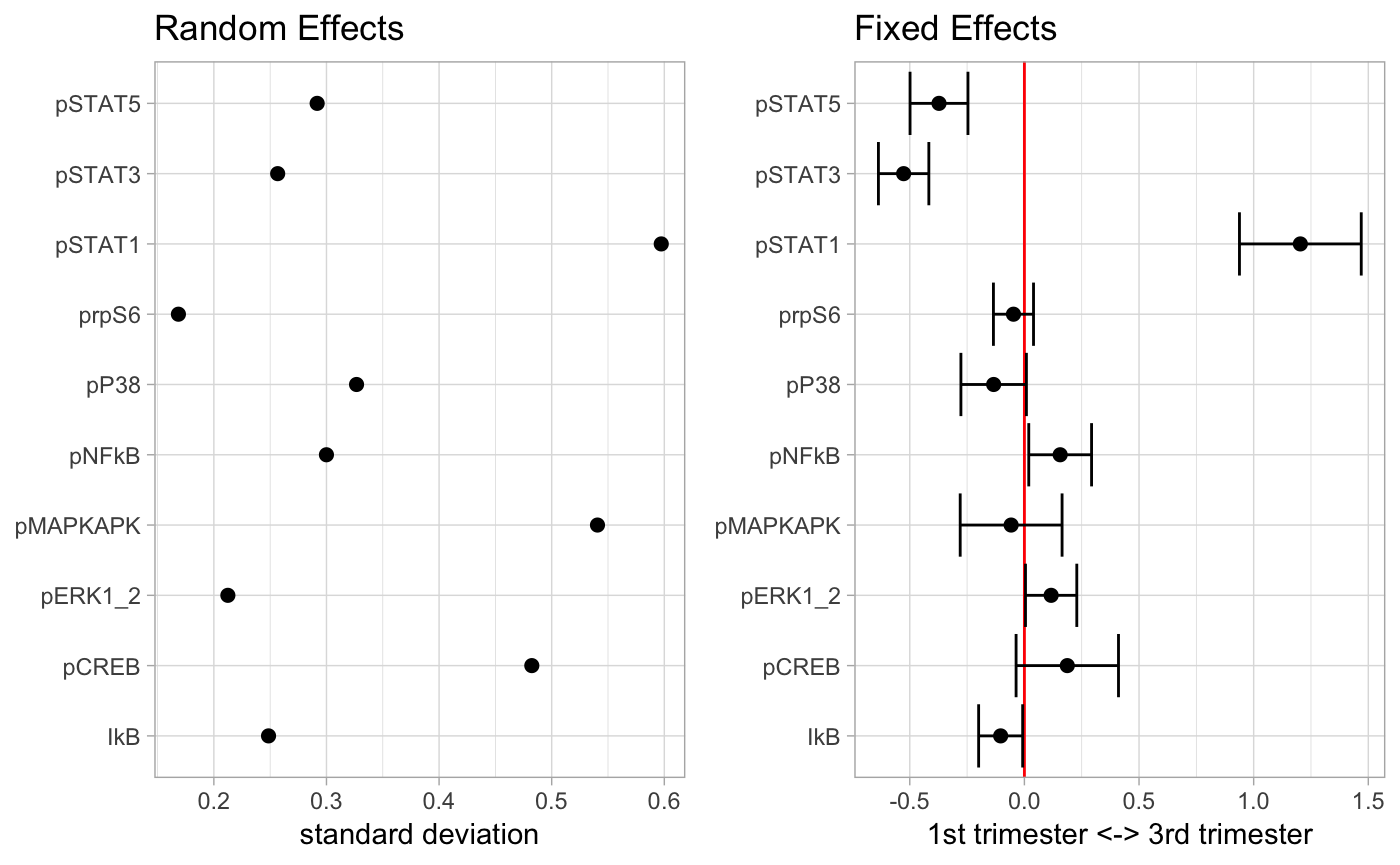 Random Effects
pSTAT5
pSTAT3
pSTAT1
prpS6
pP38
pNFkB
pMAPKAPK
pERK1_2
pCREB
IkB
0.2 0.3 0.4 0.5 0.6
standard deviation
Fixed Effects
pSTAT5
pSTAT3
pSTAT1
prpS6
pP38
pNFkB
pMAPKAPK
pERK1_2
pCREB
IkB
-0.5 0.0 0.5 1.0 1.5
1st trimester <-> 3rd trimester